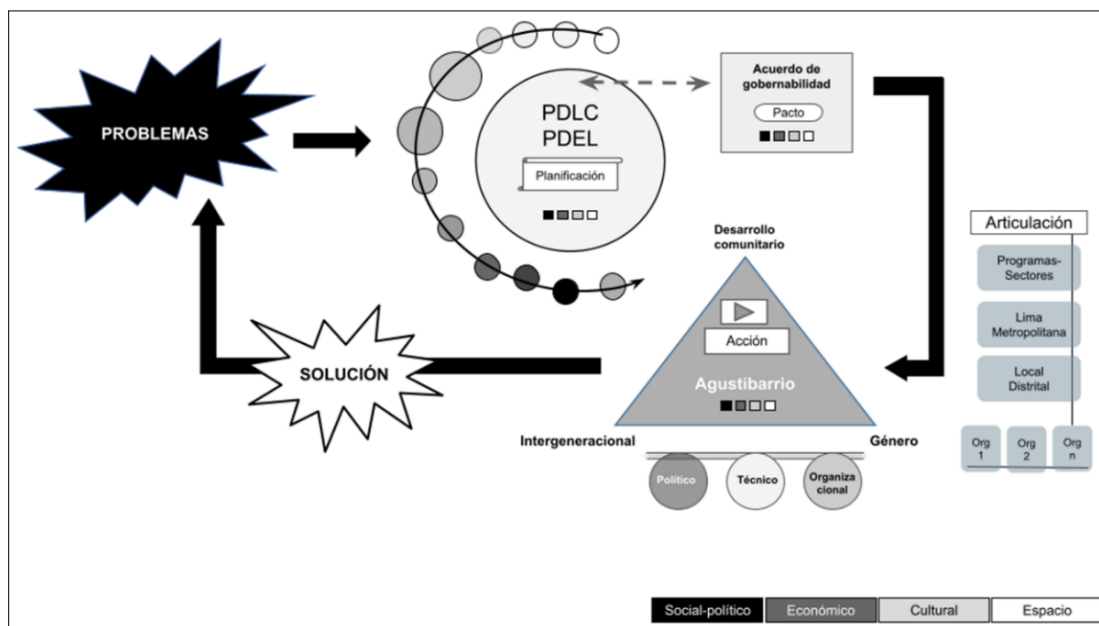 PROBLEMAS
PDLC
PDEL
Planificación
Acuerdo de
gobernabilidad
Pacto
Desarrollo
comunitario
Acción
Agustibarrio
Intergeneracional
Género
Político
Técnico
Organiza
cional
SOLUCIÓN
Articulación
Programas-
Sectores
Lima
Metropolitana
Local
Distrital
Org
1
Org
2
Org
n
Social-político
Económico
Cultural
Espacio